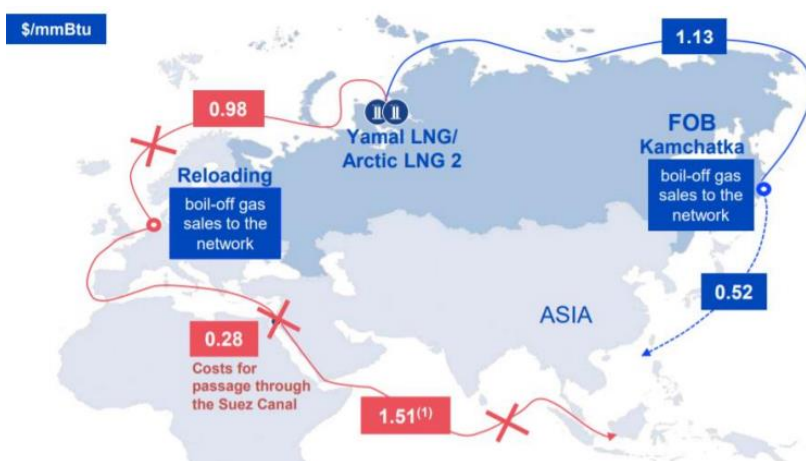 $/mmBtu
1.13
0.98
Yamal LNG/
Arctic LNG 2
FOB
Kamchatka
boil-off gas
sales to the
network
Reloading
boil-off gas
sales to the
network
0.52
ASIA
0.28
Costs for
passage through
the Suez Canal
1.51(1)